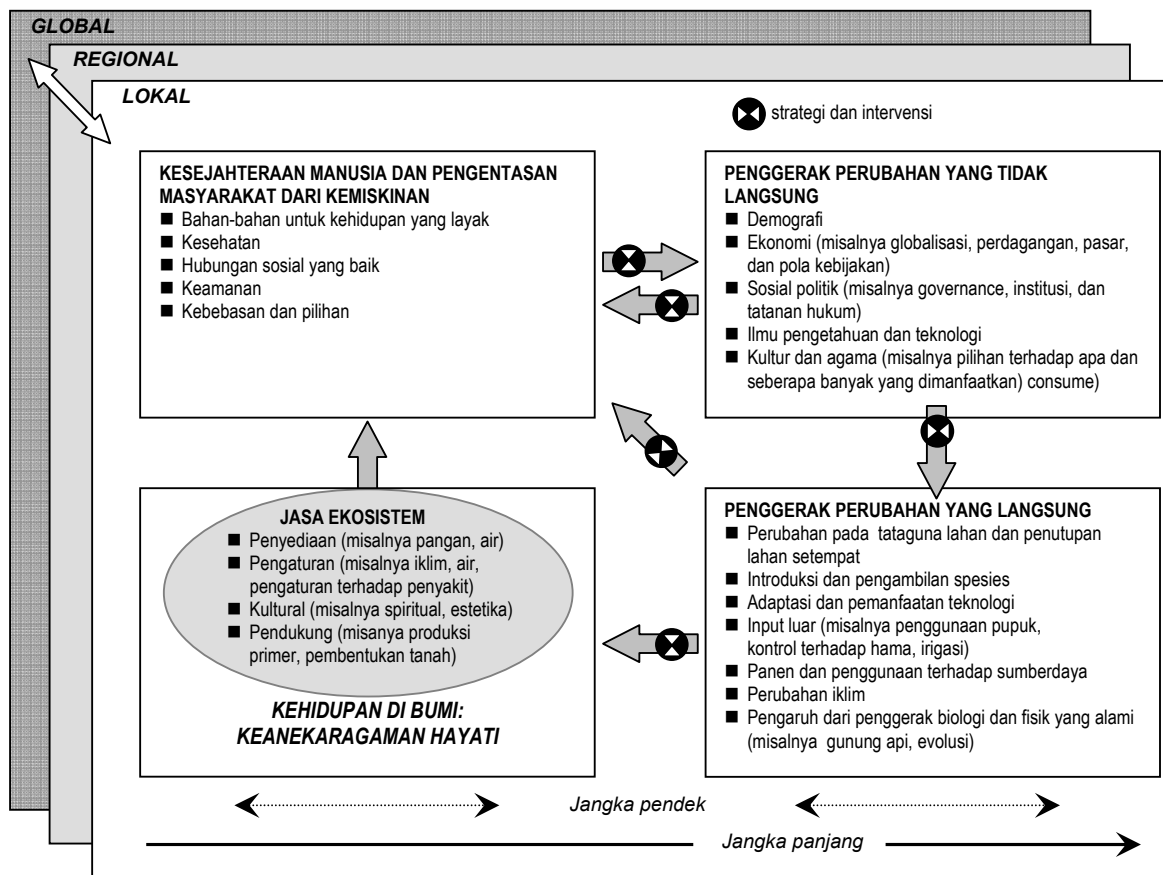 GLOBAL
REGIONAL
LOKAL
strategi dan intervensi
KESEJAHTERAAN MANUSIA DAN PENGENTASAN
MASYARAKAT DARI KEMISKINAN
■ Bahan-bahan untuk kehidupan yang layak
■ Kesehatan
■ Hubungan sosial yang baik
■ Keamanan
■ Kebebasan dan pilihan
PENGGERAK PERUBAHAN YANG TIDAK
LANGSUNG
■ Demografi
■ Ekonomi (misalnya globalisasi, perdagangan, pasar,
dan pola kebijakan)
■ Sosial politik (misalnya governance, institusi, dan
tatanan hukum)
■ Ilmu pengetahuan dan teknologi
■ Kultur dan agama (misalnya pilihan terhadap apa dan
seberapa banyak yang dimanfaatkan) consume)
JASA EKOSISTEM
■ Penyediaan (misalnya pangan, air)
■ Pengaturan (misalnya iklim, air,
pengaturan terhadap penyakit)
■ Kultural (misalnya spiritual, estetika)
■ Pendukung (misanya produksi
primer, pembentukan tanah)
KEHIDUPAN DI BUMI:
KEANEKARAGAMAN HAYATI
PENGGERAK PERUBAHAN YANG LANGSUNG
■ Perubahan pada tataguna lahan dan penutupan
lahan setempat
■ Introduksi dan pengambilan spesies
■ Adaptasi dan pemanfaatan teknologi
■ Input luar (misalnya penggunaan pupuk,
kontrol terhadap hama, irigasi)
■ Panen dan penggunaan terhadap sumberdaya
■ Perubahan iklim
■ Pengaruh dari penggerak biologi dan fisik yang alami
(misalnya gunung api, evolusi)
Jangka pendek
Jangka panjang